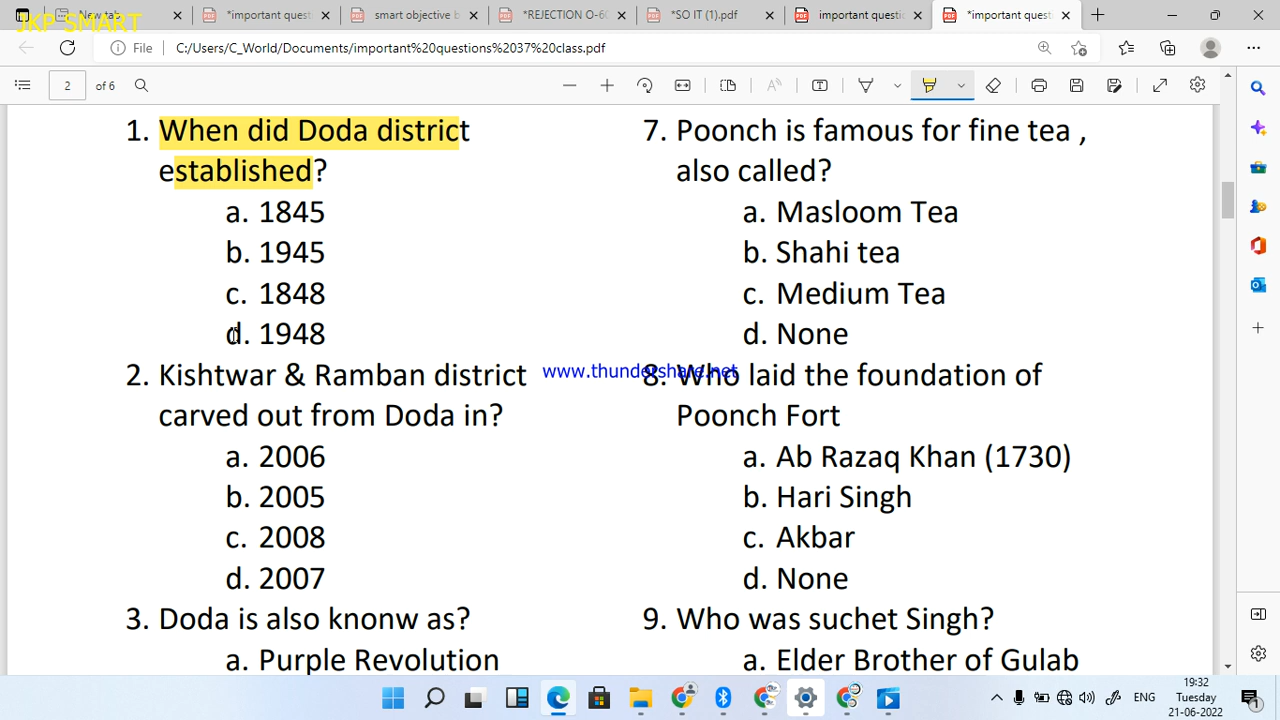 JKP SMART
New tab
*important quest
smart objective b
*REJECTION O-6
*SO IT (1).pdf
important questi
*important quest
File
C:/Users/C_World/Documents/important%20questions%2037%20class.pdf
2 of 6
1. When did Doda district
established?
a. 1845
b. 1945
c. 1848
d. 1948
2. Kishtwar & Ramban district
carved out from Doda in?
a. 2006
b. 2005
c. 2008
d. 2007
3. Doda is also knonw as?
a. Purple Revolution
7. Poonch is famous for fine tea ,
also called?
a. Masloom Tea
b. Shahi tea
c. Medium Tea
d. None
www.thundershare.net
8. Who laid the foundation of
Poonch Fort
a. Ab Razaq Khan (1730)
b. Hari Singh
c. Akbar
d. None
9. Who was suchet Singh?
a. Elder Brother of Gulab
ENG
19:32
Tuesday
21-06-2022
1